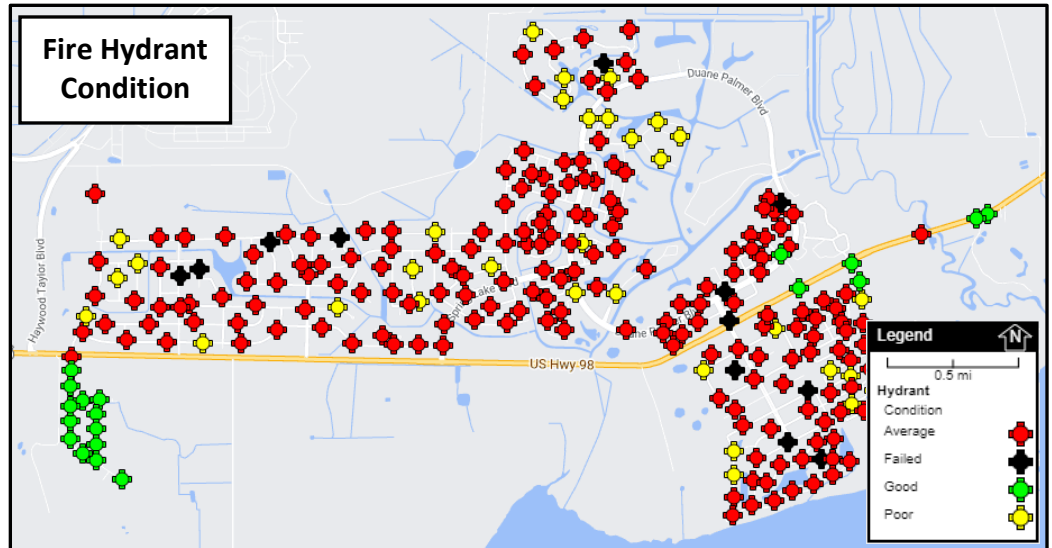 Fire Hydrant
Condition
Duane Palmer Blvd
Haywood Taylor Blvd
US Hwy 98
Legend
N
0.5 mi
Hydrant
Condition
Average
Failed
Good
Poor